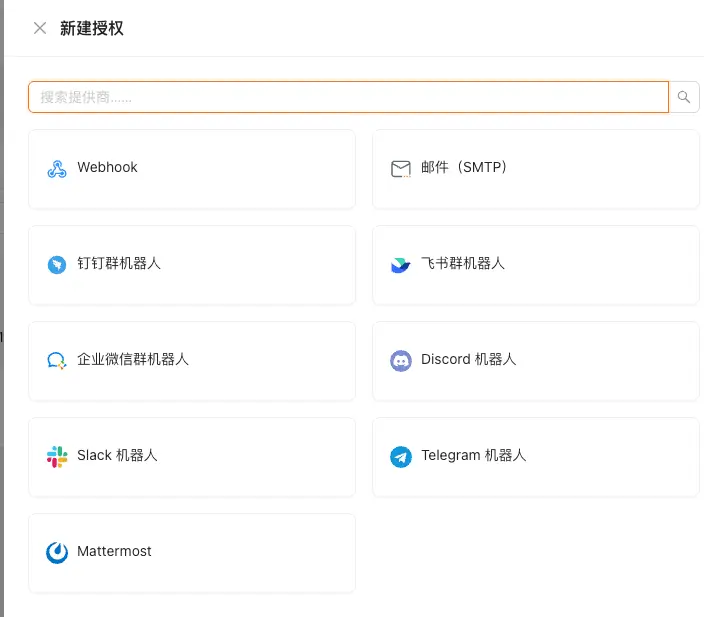 新建授权
搜索提供商......
Webhook
邮件（SMTP）
钉钉群机器人
飞书群机器人
企业微信群机器人
Discord 机器人
Slack 机器人
Telegram 机器人
Mattermost